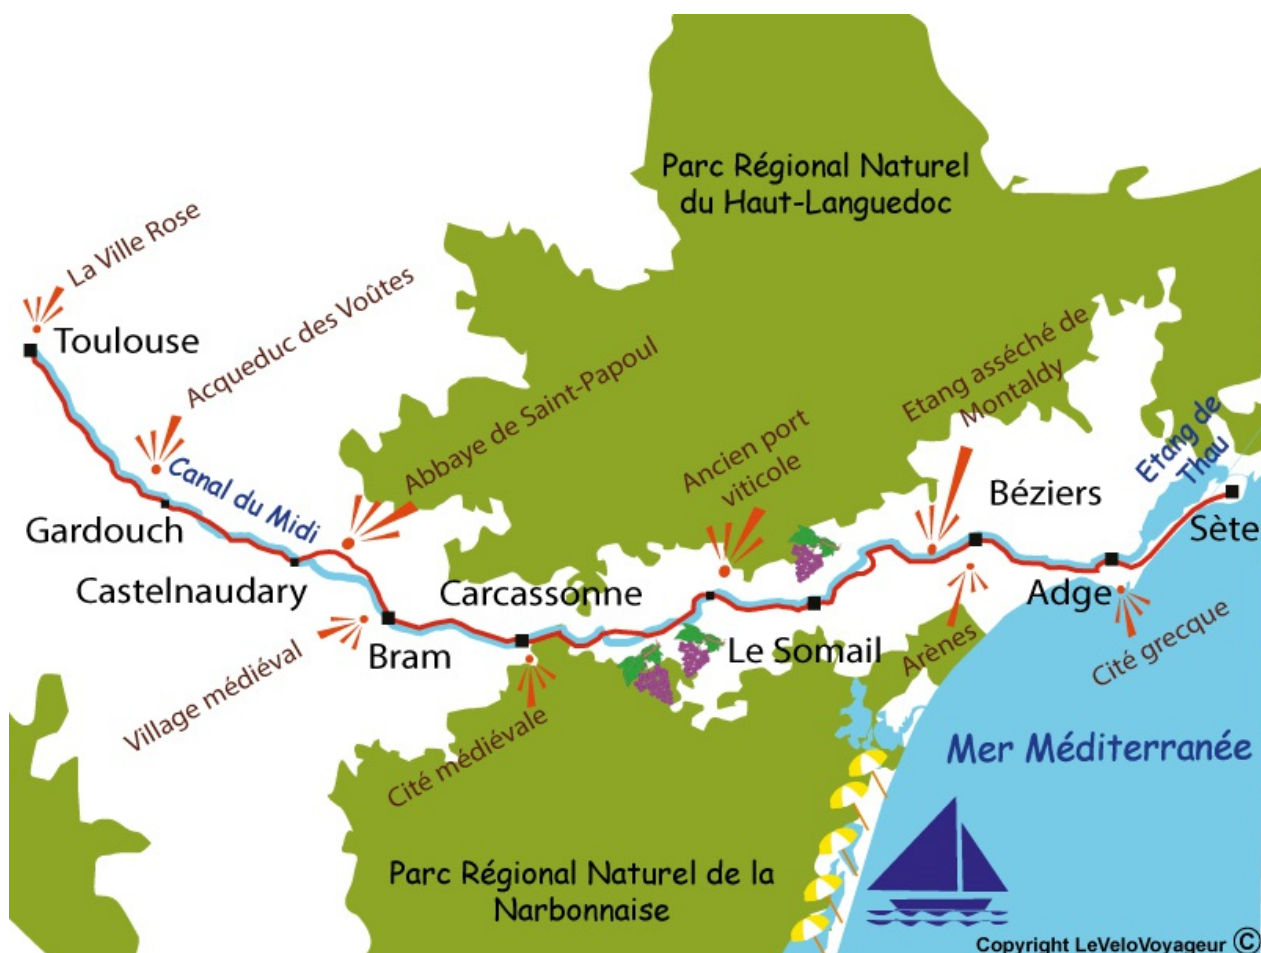 Parc Régional Naturel
du Haut-Languedoc
La Ville Rose
Toulouse
Acqueduc des Voûtes
Abbaye de Saint-Papoul
Etang asséché de
Montaldy
Ancien port
viticole
Etang de
Thau
Canal du Midi
Béziers
Sète
Gardouch
Castelnaudary
Carcassonne
Adge
Bram
Le Somail
Arènes
Cité grecque
Village médiéval
Cité médiévale
Mer Méditerranée
Parc Régional Naturel de la
Narbonnaise
Copyright LeVeloVoyageur ©